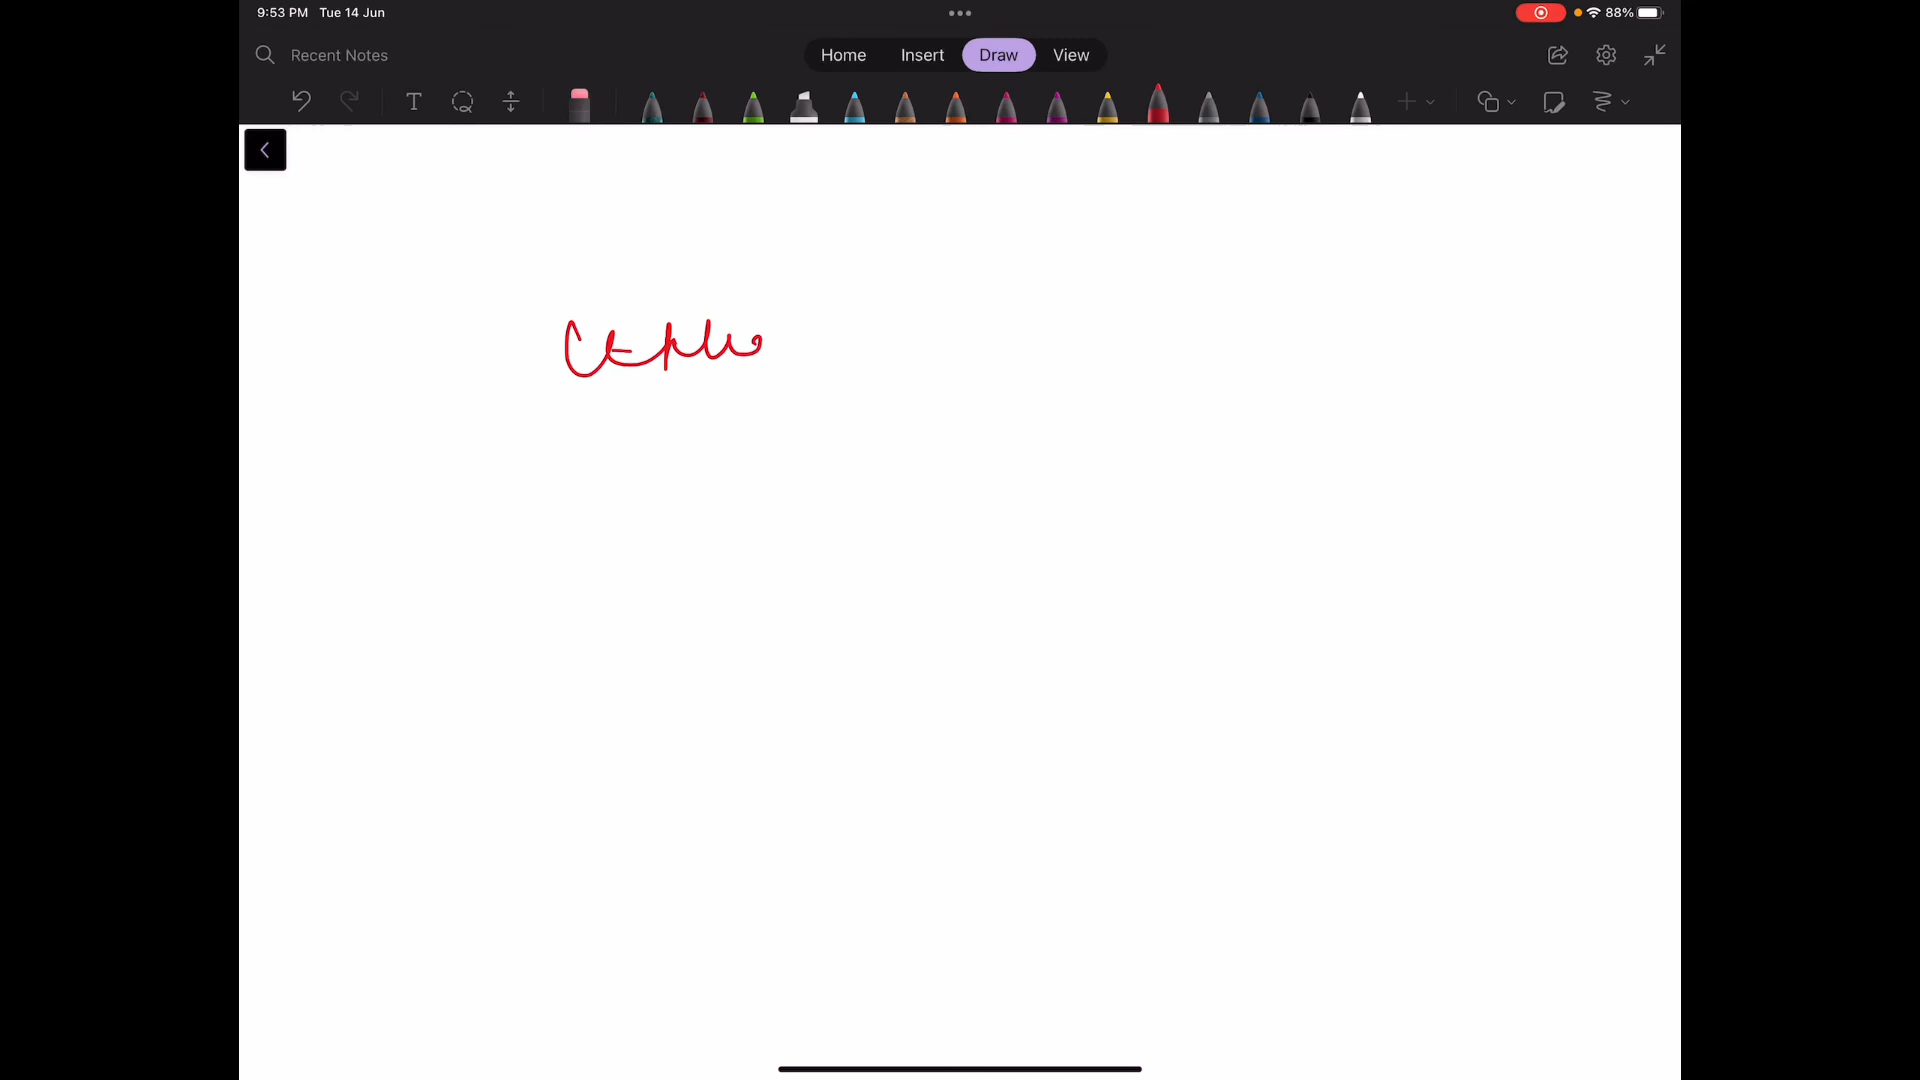 9:53 PM Tue 14 Jun
88%
Recent Notes
Home Insert Draw View
T